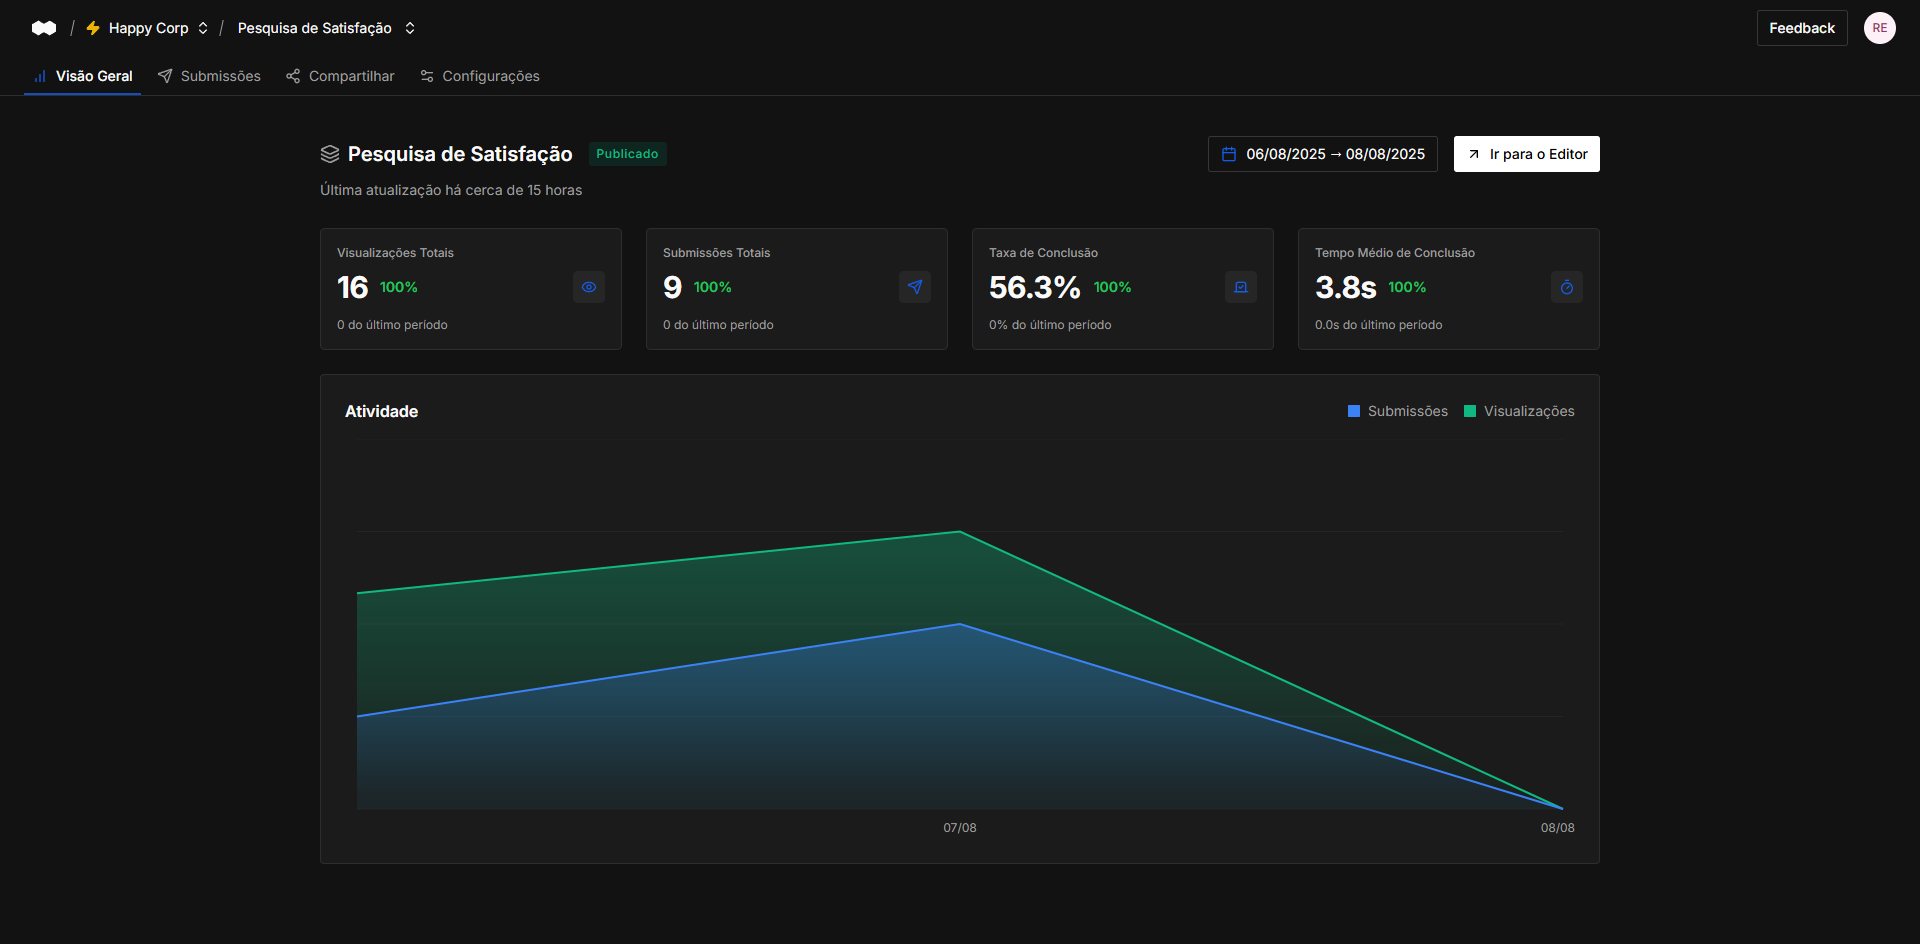 / Happy Corp / Pesquisa de Satisfação Feedback RE
Visão Geral Submissões Compartilhar Configurações
Pesquisa de Satisfação Publicado 06/08/2025 → 08/08/2025 Ir para o Editor
Última atualização há cerca de 15 horas
Visualizações Totais
16 100%
0 do último período
Submissões Totais
9 100%
0 do último período
Taxa de Conclusão
56.3% 100%
0% do último período
Tempo Médio de Conclusão
3.8s 100%
0.0s do último período
Atividade Submissões Visualizações
07/08 08/08